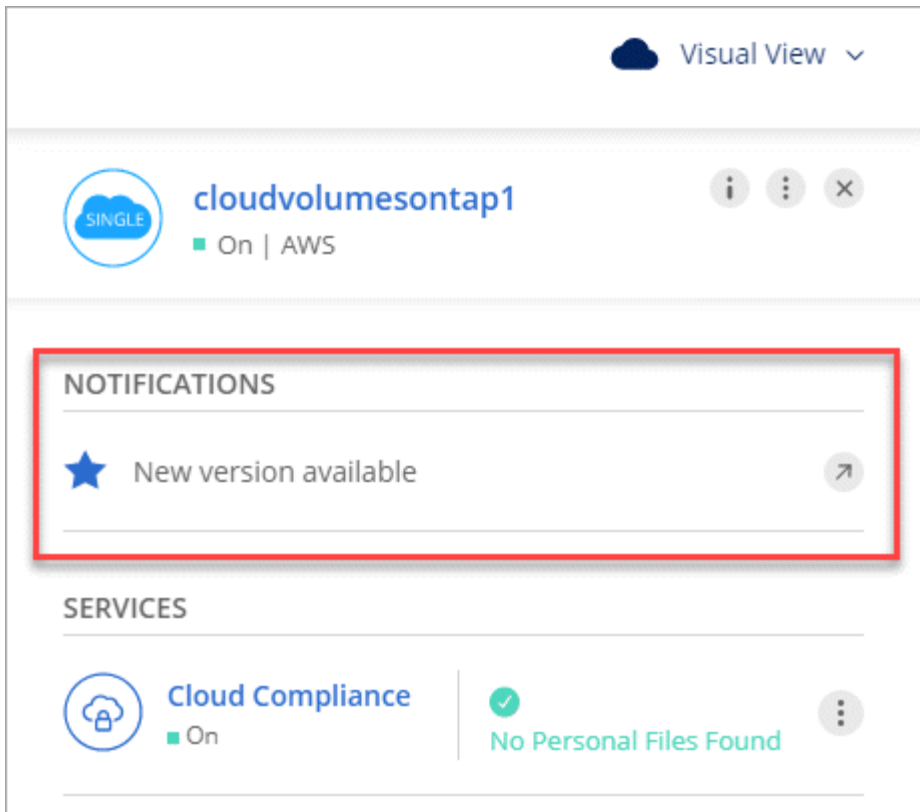 Visual View
SINGLE
cloudvolumesontap1
On | AWS
NOTIFICATIONS
New version available
SERVICES
Cloud Compliance
On
No Personal Files Found